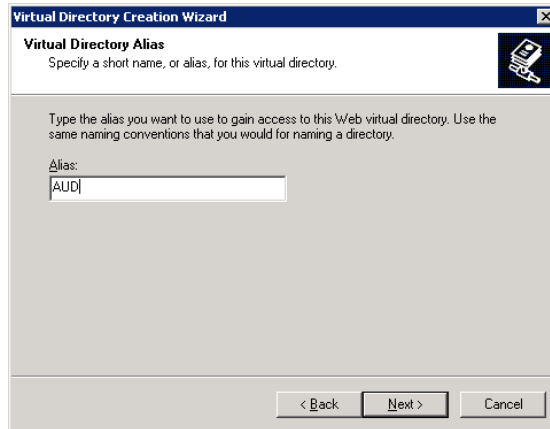 Virtual Directory Creation Wizard
Virtual Directory Alias
Specify a short name, or alias, for this virtual directory.
Type the alias you want to use to gain access to this Web virtual directory. Use the
same naming conventions that you would for naming a directory.
Alias:
AUD
< Back Next > Cancel